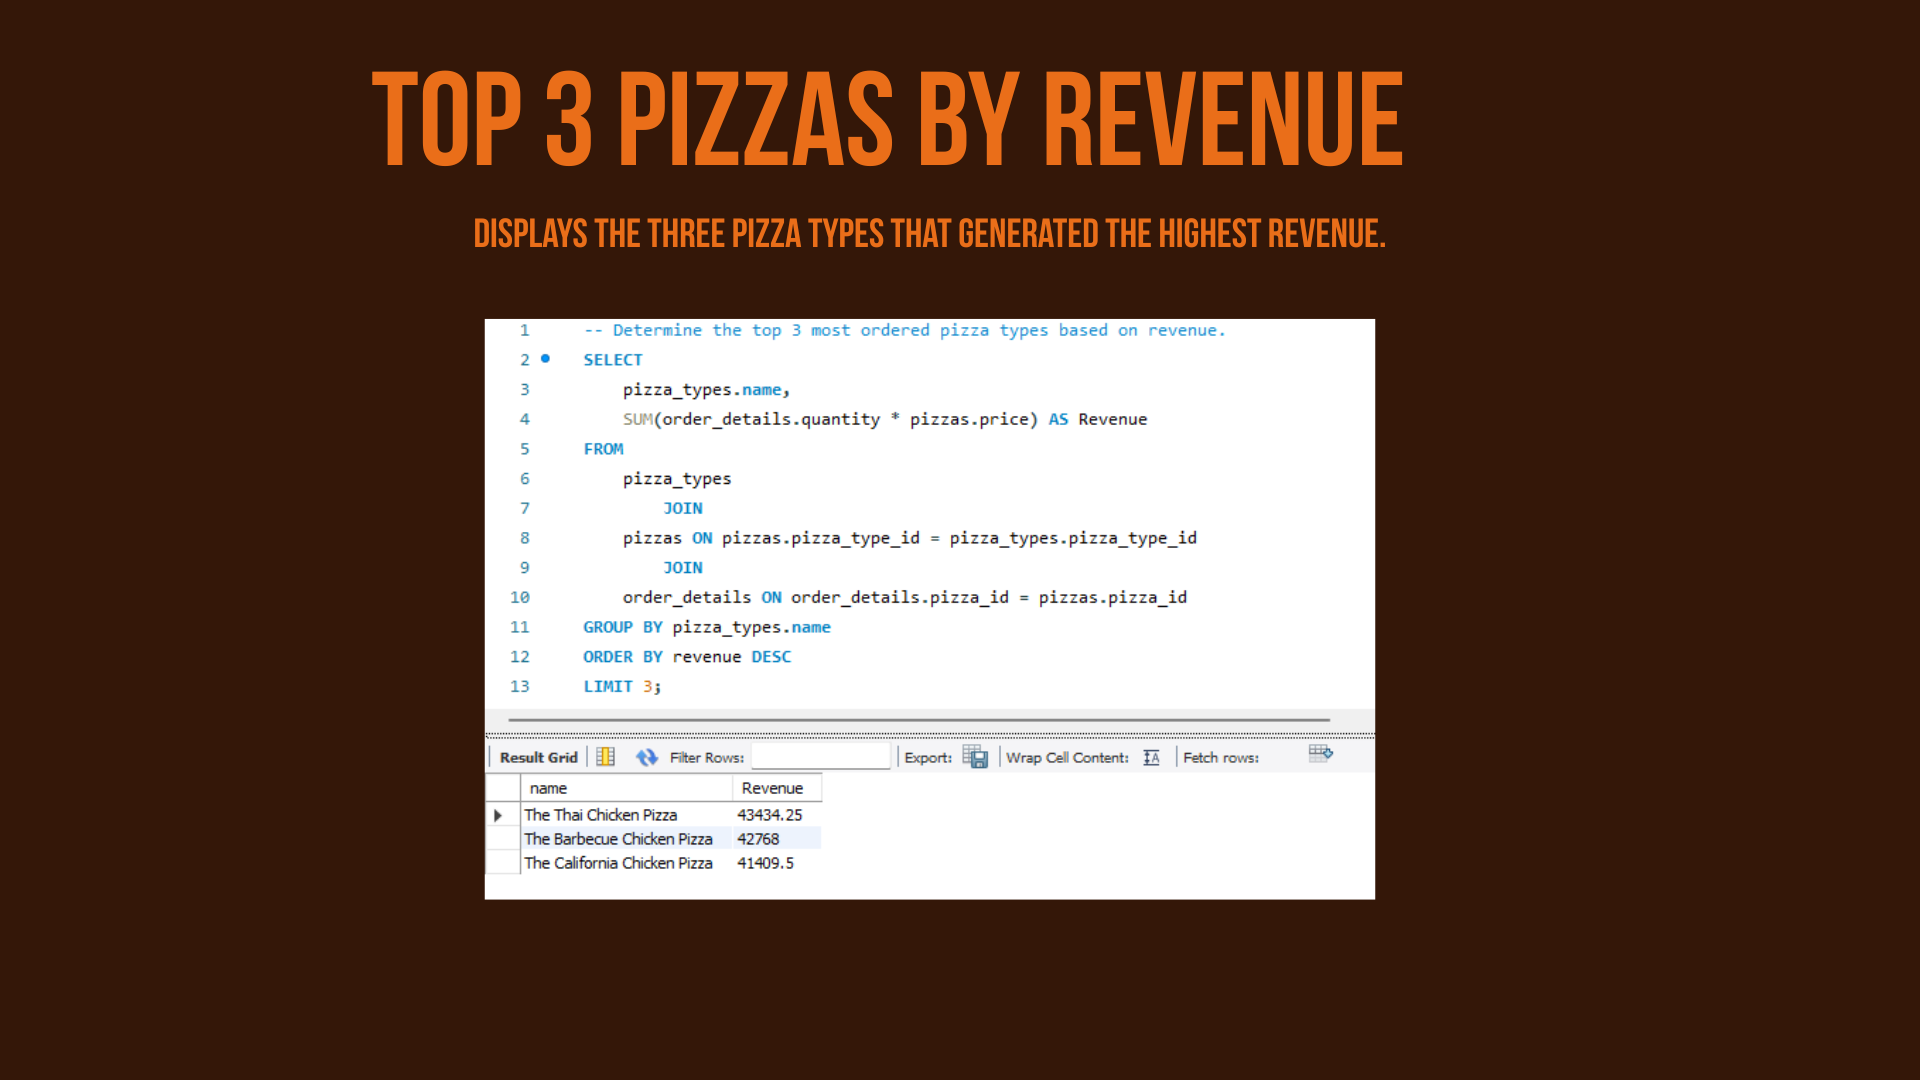 TOP 3 PIZZAS BY REVENUE
DISPLAYS THE THREE PIZZA TYPES THAT GENERATED THE HIGHEST REVENUE.
1 -- Determine the top 3 most ordered pizza types based on revenue.
2 SELECT
3 pizza_types.name,
4 SUM(order_details.quantity * pizzas.price) AS Revenue
5 FROM
6 pizza_types
7 JOIN
8 pizzas ON pizzas.pizza_type_id = pizza_types.pizza_type_id
9 JOIN
10 order_details ON order_details.pizza_id = pizzas.pizza_id
11 GROUP BY pizza_types.name
12 ORDER BY revenue DESC
13 LIMIT 3;
Result Grid Filter Rows: Export: Wrap Cell Content: Fetch rows:
name Revenue
The Thai Chicken Pizza 43434.25
The Barbecue Chicken Pizza 42768
The California Chicken Pizza 41409.5